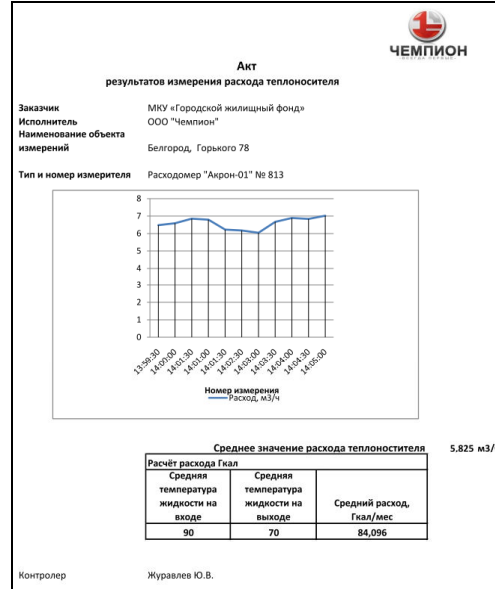 ЧЕМПИОН
ВСЕГДА ПЕРВЫЕ
Акт
результатов измерения расхода теплоносителя
Заказчик МКУ «Городской жилищный фонд»
Исполнитель ООО "Чемпион"
Наименование объекта
измерений Белгород, Горького 78
Тип и номер измерителя Расходомер "Акрон-01" № 813
8
7
6
5
4
3
2
1
0
13:59:30 14:00:00 14:01:30 14:01:00 14:01:30 14:02:30 14:03:00 14:03:30 14:04:00 14:04:30 14:05:00
Номер измерения
Расход, м3/ч
Среднее значение расхода теплоностителя 5.825 м3/
Расчёт расхода Гкал
Средняя температура жидкости на входе
Средняя температура жидкости на выходе
Средний расход, Гкал/мес
90 70 84,096
Контролер Журавлев Ю.В.